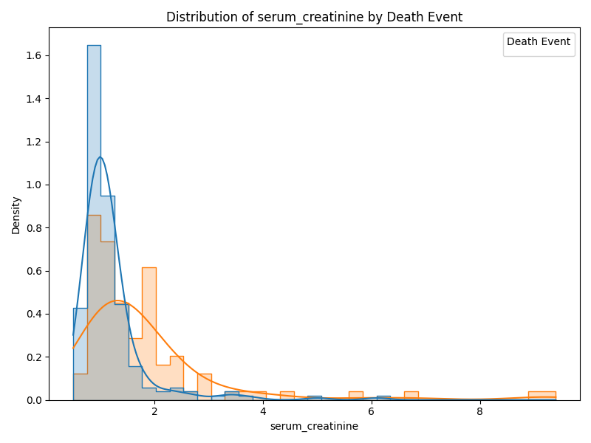 Distribution of serum_creatinine by Death Event
Death Event
1.6
1.4
1.2
1.0
0.8
0.6
0.4
0.2
0.0
Density
2 4 6 8
serum_creatinine